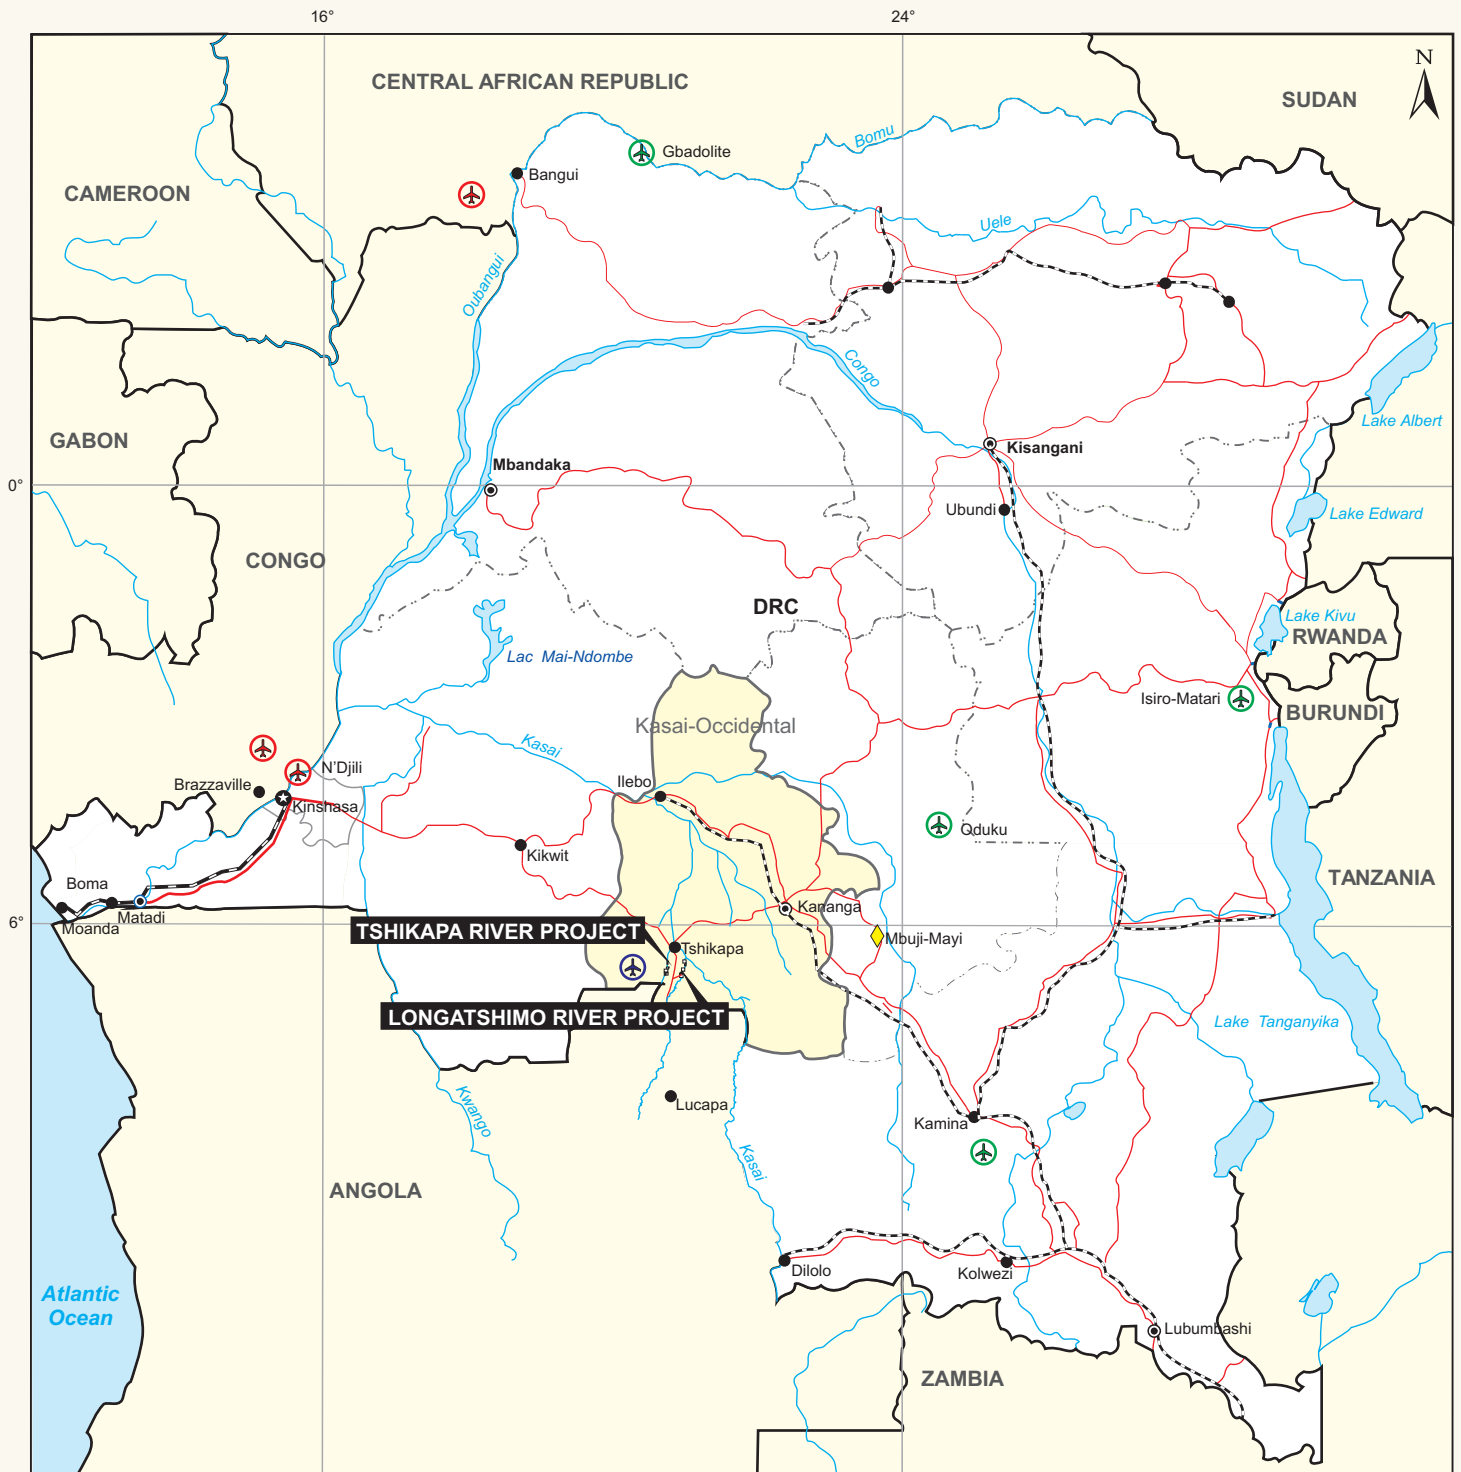 16°
24°
N
CENTRAL AFRICAN REPUBLIC
SUDAN
Bomu
Gbadolite
Bangui
CAMEROON
Uele
Oubangui
Congo
Lake Albert
GABON
Mbandaka
Kisangani
0°
Ubundi
Lake Edward
CONGO
DRC
Lake Kivu
RWANDA
Lac Mai-Ndombe
Isiro-Matari
BURUNDI
Kasai-Occidental
Kasai
N'Djili
Ilebo
Brazzaville
Kinshasa
Qduku
Kikwit
TANZANIA
Boma
Kananga
Matadi
6°
Moanda
TSHIKAPA RIVER PROJECT
Mbuji-Mayi
Tshikapa
LONGATSHIMO RIVER PROJECT
Lake Tanganyika
Lucapa
Kwango
Kamina
Kasai
ANGOLA
Dilolo
Kolwezi
Atlantic
Ocean
Lubumbashi
ZAMBIA